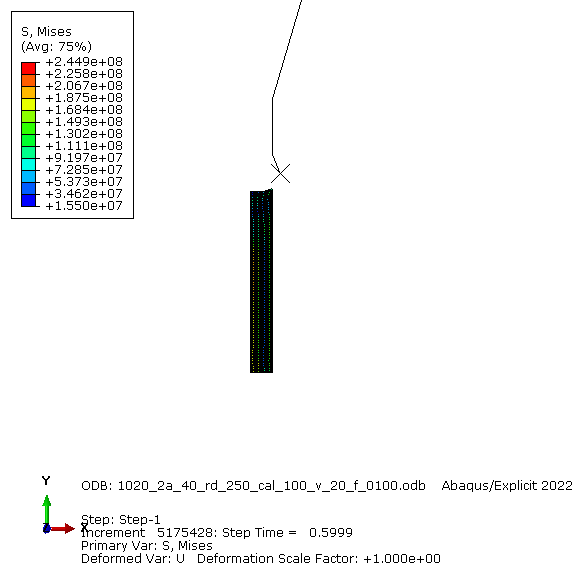 S, Mises
(Avg: 75%)
+2.449e+08
+2.258e+08
+2.067e+08
+1.875e+08
+1.684e+08
+1.493e+08
+1.302e+08
+1.111e+08
+9.197e+07
+7.285e+07
+5.373e+07
+3.462e+07
+1.550e+07
Y
ODB: 1020_2a_40_rd_250_cal_100_v_20_f_0100.odb    Abaqus/Explicit 2022
Z X
Step: Step-1
Increment   5175428: Step Time =   0.5999
Primary Var: S, Mises
Deformed Var: U   Deformation Scale Factor: +1.000e+00